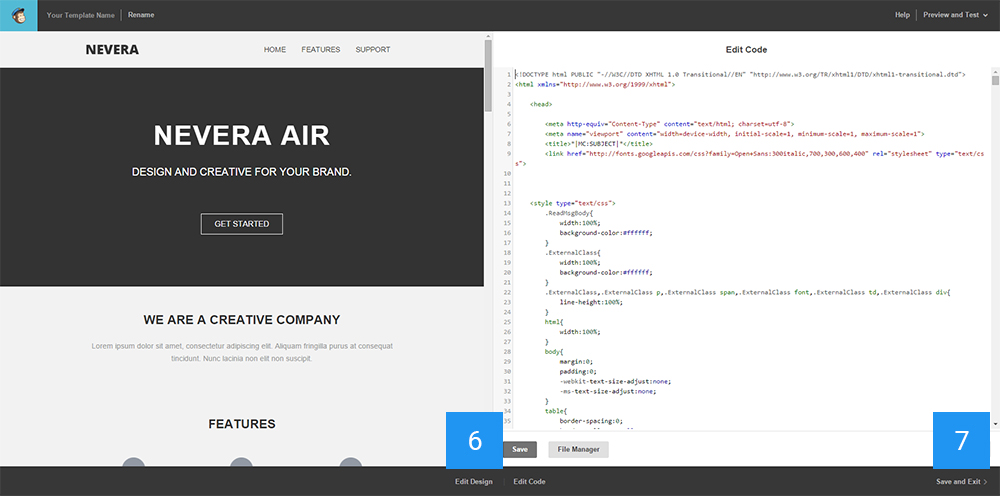 Your Template Name Rename Help Preview and Test
NEVERA HOME FEATURES SUPPORT
NEVERA AIR
DESIGN AND CREATIVE FOR YOUR BRAND.
GET STARTED
WE ARE A CREATIVE COMPANY
Lorem ipsum dolor sit amet, consectetur adipiscing elit. Aliquam fringilla purus at consequat
tincidunt. Nunc lacinia non elit non suscipit.
FEATURES
Edit Code
1 <!DOCTYPE html PUBLIC "-//W3C//DTD XHTML 1.0 Transitional//EN" "http://www.w3.org/TR/xhtml1/DTD/xhtml1-transitional.dtd">
2 <html xmlns="http://www.w3.org/1999/xhtml">
3
4 <head>
5
6 <meta http-equiv="Content-Type" content="text/html; charset=utf-8">
7 <meta name="viewport" content="width=device-width, initial-scale=1, minimum-scale=1, maximum-scale=1">
8 <title>*|MC:SUBJECT|*</title>
9 <link href="http://fonts.googleapis.com/css?family=Open+Sans:300italic,700,300,600,400" rel="stylesheet" type="text/cs
s">
10
11
12
13 <style type="text/css">
14 .ReadMsgBody{
15 width:100%;
16 background-color:#ffffff;
17 }
18 .ExternalClass{
19 width:100%;
20 background-color:#ffffff;
21 }
22 .ExternalClass,.ExternalClass p,.ExternalClass span,.ExternalClass font,.ExternalClass td,.ExternalClass div{
23 line-height:100%;
24 }
25 html{
26 width:100%;
27 }
28 body{
29 margin:0;
30 padding:0;
31 -webkit-text-size-adjust:none;
32 -ms-text-size-adjust:none;
33 }
34 table{
35 border-spacing:0;
6 7
Save File Manager
Edit Design Edit Code Save and Exit